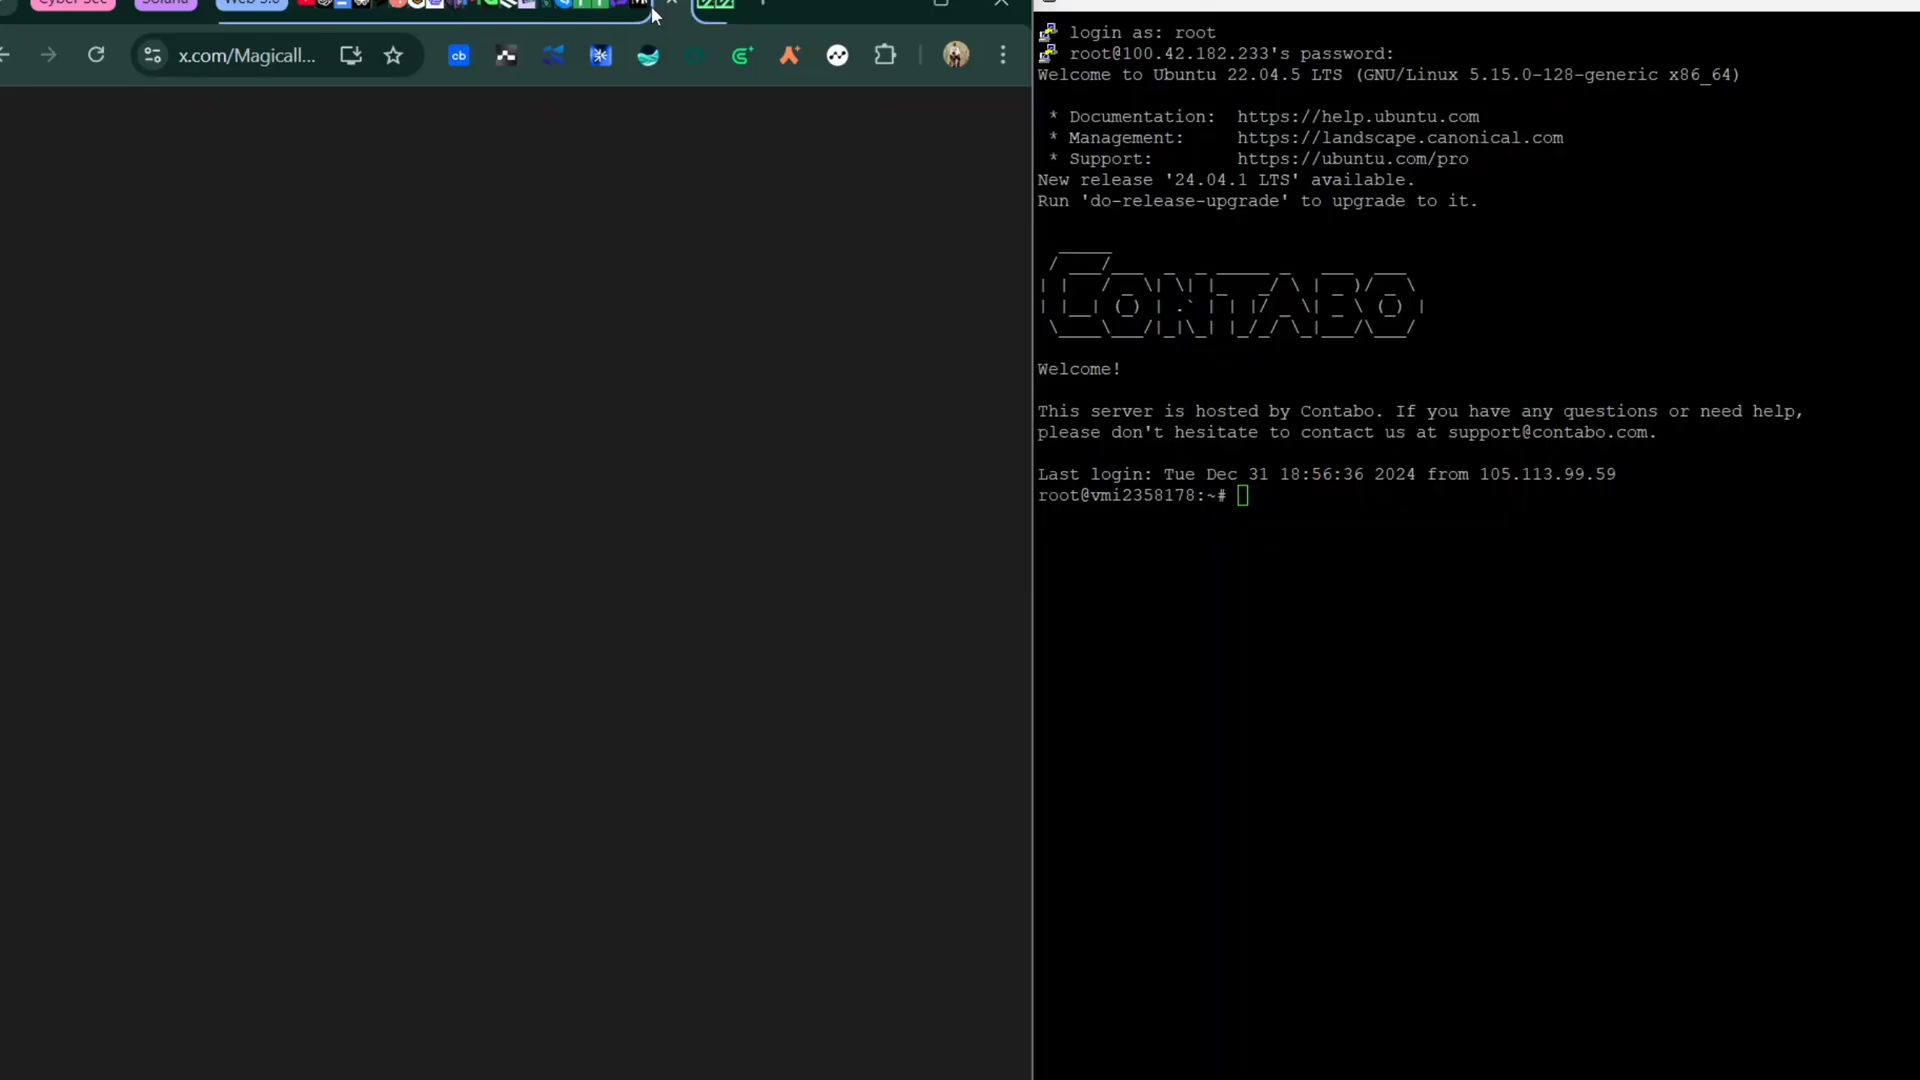 Cyber Sec
Solana
Web 3.0
x.com/Magicall...
cb
login as: root
root@100.42.182.233's password:
Welcome to Ubuntu 22.04.5 LTS (GNU/Linux 5.15.0-128-generic x86_64)
* Documentation: https://help.ubuntu.com
* Management: https://landscape.canonical.com
* Support: https://ubuntu.com/pro
New release '24.04.1 LTS' available.
Run 'do-release-upgrade' to upgrade to it.
CONTABO
Welcome!
This server is hosted by Contabo. If you have any questions or need help,
please don't hesitate to contact us at support@contabo.com.
Last login: Tue Dec 31 18:56:36 2024 from 105.113.99.59
root@vmi2358178:~#